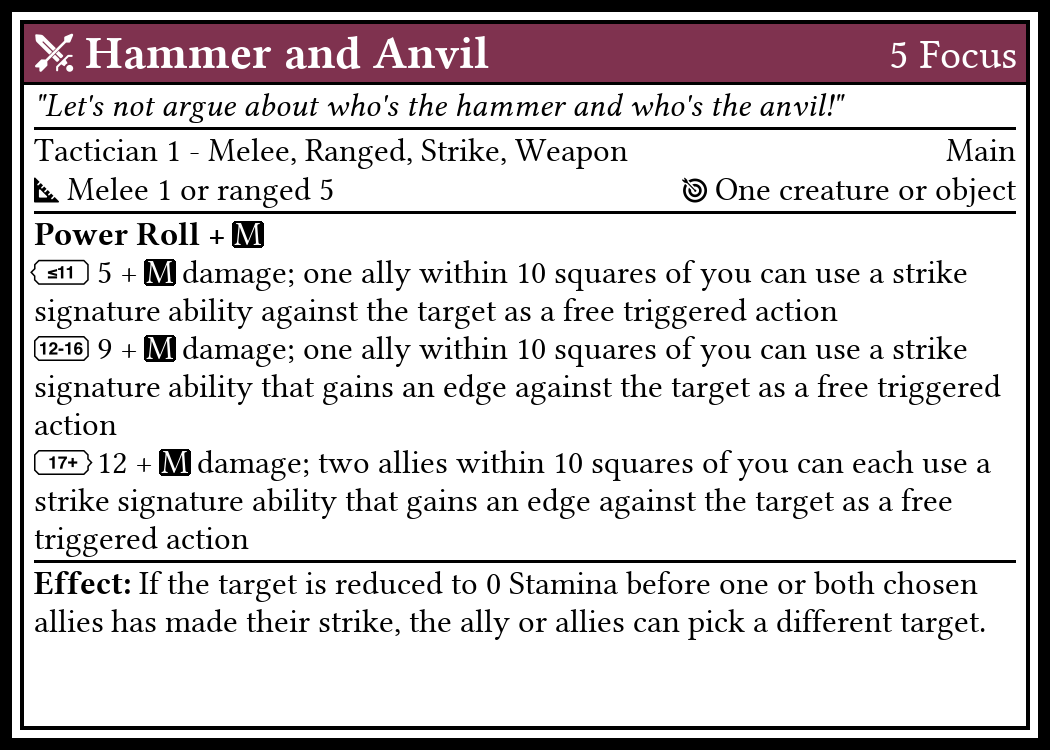 Hammer and Anvil 5 Focus
"Let's not argue about who's the hammer and who's the anvil!"
Tactician 1 - Melee, Ranged, Strike, Weapon Main
Melee 1 or ranged 5 One creature or object
Power Roll + M
≤11 5 + M damage; one ally within 10 squares of you can use a strike
signature ability against the target as a free triggered action
12-16 9 + M damage; one ally within 10 squares of you can use a strike
signature ability that gains an edge against the target as a free triggered
action
17+ 12 + M damage; two allies within 10 squares of you can each use a
strike signature ability that gains an edge against the target as a free
triggered action
Effect: If the target is reduced to 0 Stamina before one or both chosen
allies has made their strike, the ally or allies can pick a different target.